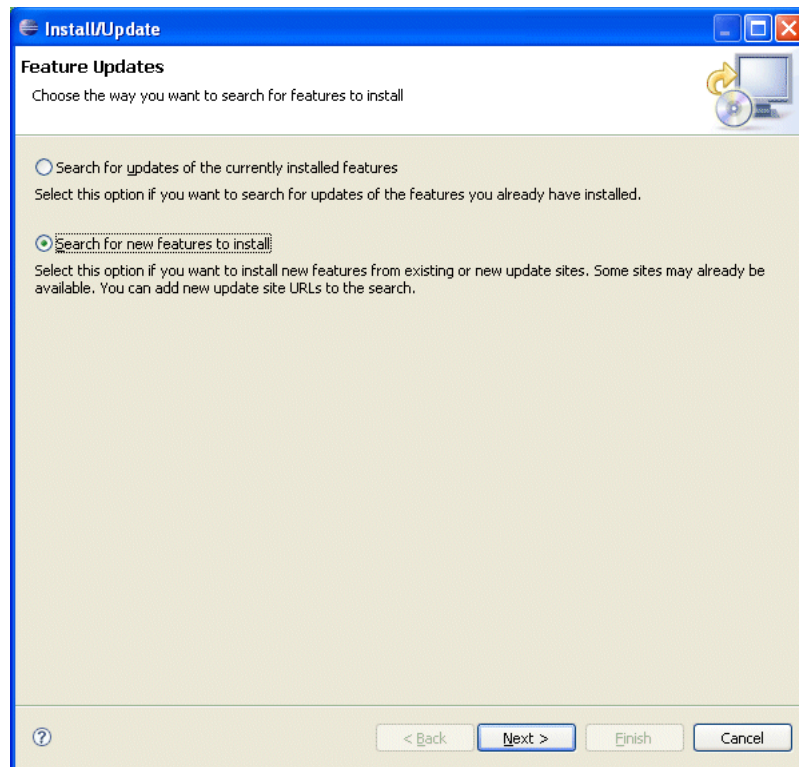 Install/Update
Feature Updates
Choose the way you want to search for features to install
Search for updates of the currently installed features
Select this option if you want to search for updates of the features you already have installed.
Search for new features to install
Select this option if you want to install new features from existing or new update sites. Some sites may already be
available. You can add new update site URLs to the search.
?
< Back
Next >
Finish
Cancel